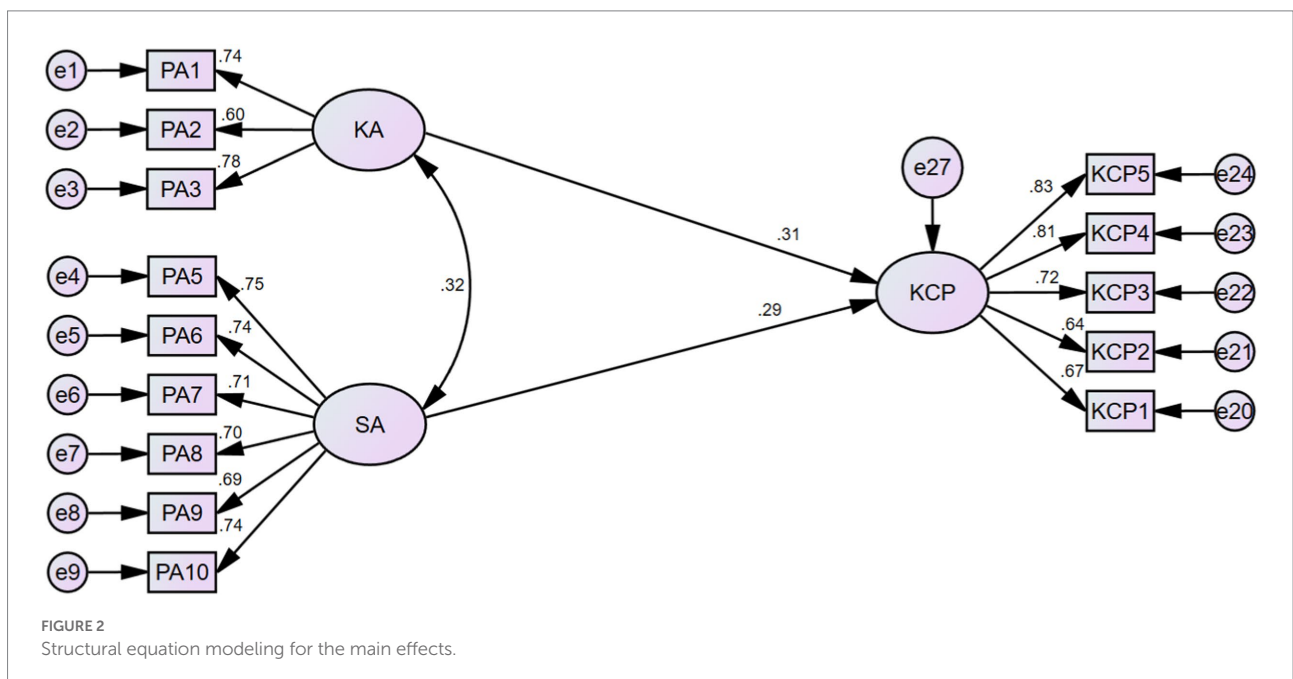 e1 PA1 .74
e2 PA2 .60
e3 PA3 .78
KA
e4 PA5 .75
e5 PA6 .74
e6 PA7 .71
e7 PA8 .70
e8 PA9 .69
e9 PA10 .74
SA
.32
.31
.29
e27
KCP
.83 KCP5 e24
.81 KCP4 e23
.72 KCP3 e22
.64 KCP2 e21
.67 KCP1 e20
FIGURE 2
Structural equation modeling for the main effects.